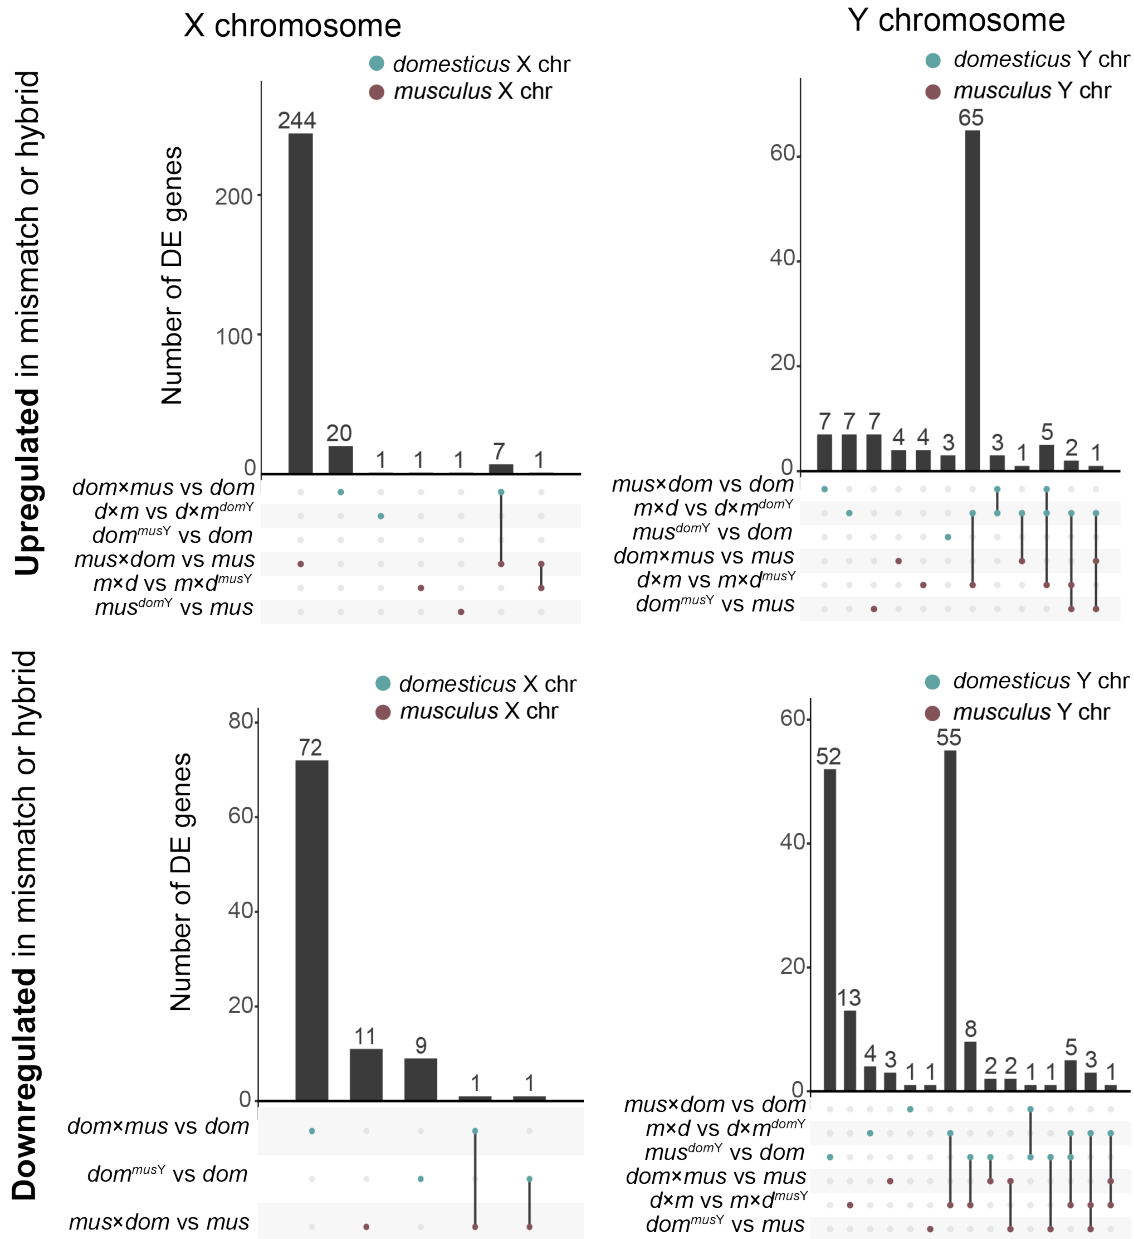 X chromosome
Y chromosome
Upregulated in mismatch or hybrid
domesticus X chr
musculus X chr
Number of DE genes
200
100
0
244
20
1
1
1
7
1
dom×mus vs dom
d×m vs d×m^domY
dom^musY vs dom
mus×dom vs mus
m×d vs m×d^musY
mus^domY vs mus
domesticus Y chr
musculus Y chr
60
40
20
0
7
7
7
4
4
3
65
3
1
5
2
1
mus×dom vs dom
m×d vs d×m^domY
mus^domY vs dom
dom×mus vs mus
d×m vs m×d^musY
dom^musY vs mus
Downregulated in mismatch or hybrid
domesticus X chr
musculus X chr
Number of DE genes
80
60
40
20
0
72
11
9
1
1
dom×mus vs dom
dom^musY vs dom
mus×dom vs mus
domesticus Y chr
musculus Y chr
60
40
20
0
52
13
4
3
1
1
55
8
2
2
1
1
5
3
1
mus×dom vs dom
m×d vs d×m^domY
mus^domY vs dom
dom×mus vs mus
d×m vs m×d^musY
dom^musY vs mus